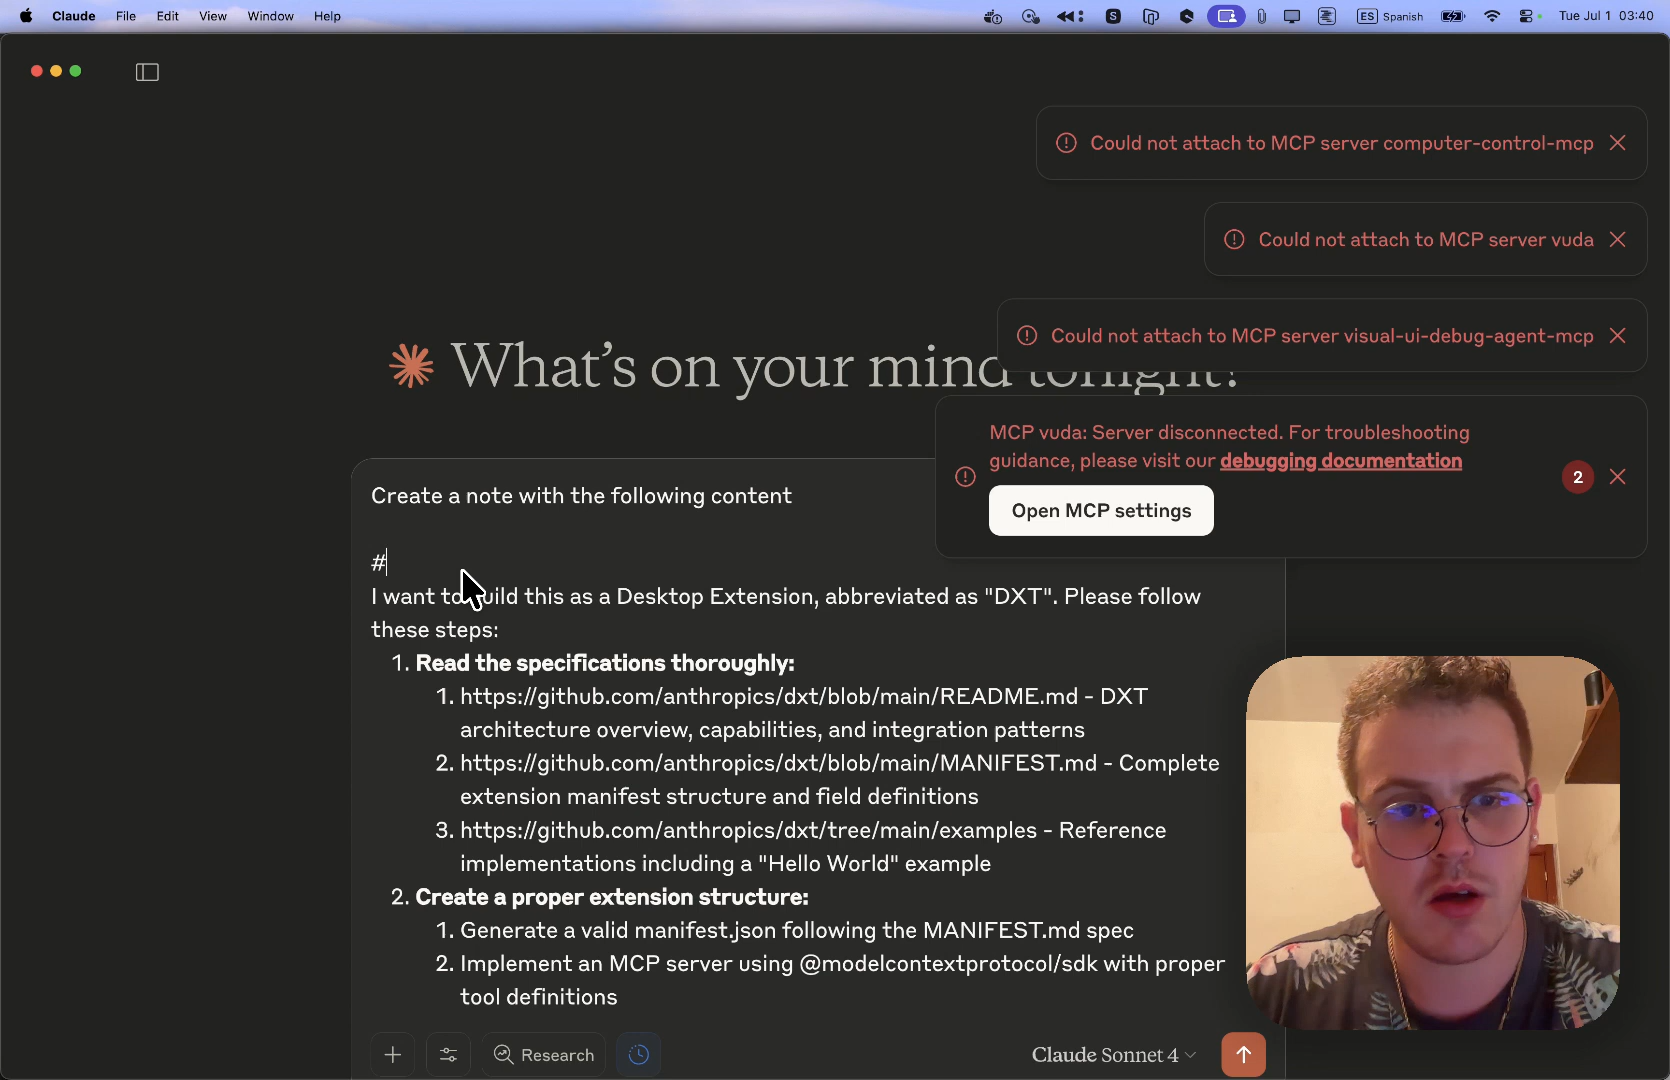 Claude File Edit View Window Help
S ES Spanish Tue Jul 1 03:40
Could not attach to MCP server computer-control-mcp
Could not attach to MCP server vuda
Could not attach to MCP server visual-ui-debug-agent-mcp
What's on your mind tonight?
MCP vuda: Server disconnected. For troubleshooting
guidance, please visit our debugging documentation
2
Open MCP settings
Create a note with the following content
#
I want to build this as a Desktop Extension, abbreviated as "DXT". Please follow
these steps:
1. Read the specifications thoroughly:
1. https://github.com/anthropics/dxt/blob/main/README.md - DXT
architecture overview, capabilities, and integration patterns
2. https://github.com/anthropics/dxt/blob/main/MANIFEST.md - Complete
extension manifest structure and field definitions
3. https://github.com/anthropics/dxt/tree/main/examples - Reference
implementations including a "Hello World" example
2. Create a proper extension structure:
1. Generate a valid manifest.json following the MANIFEST.md spec
2. Implement an MCP server using @modelcontextprotocol/sdk with proper
tool definitions
Research
Claude Sonnet 4